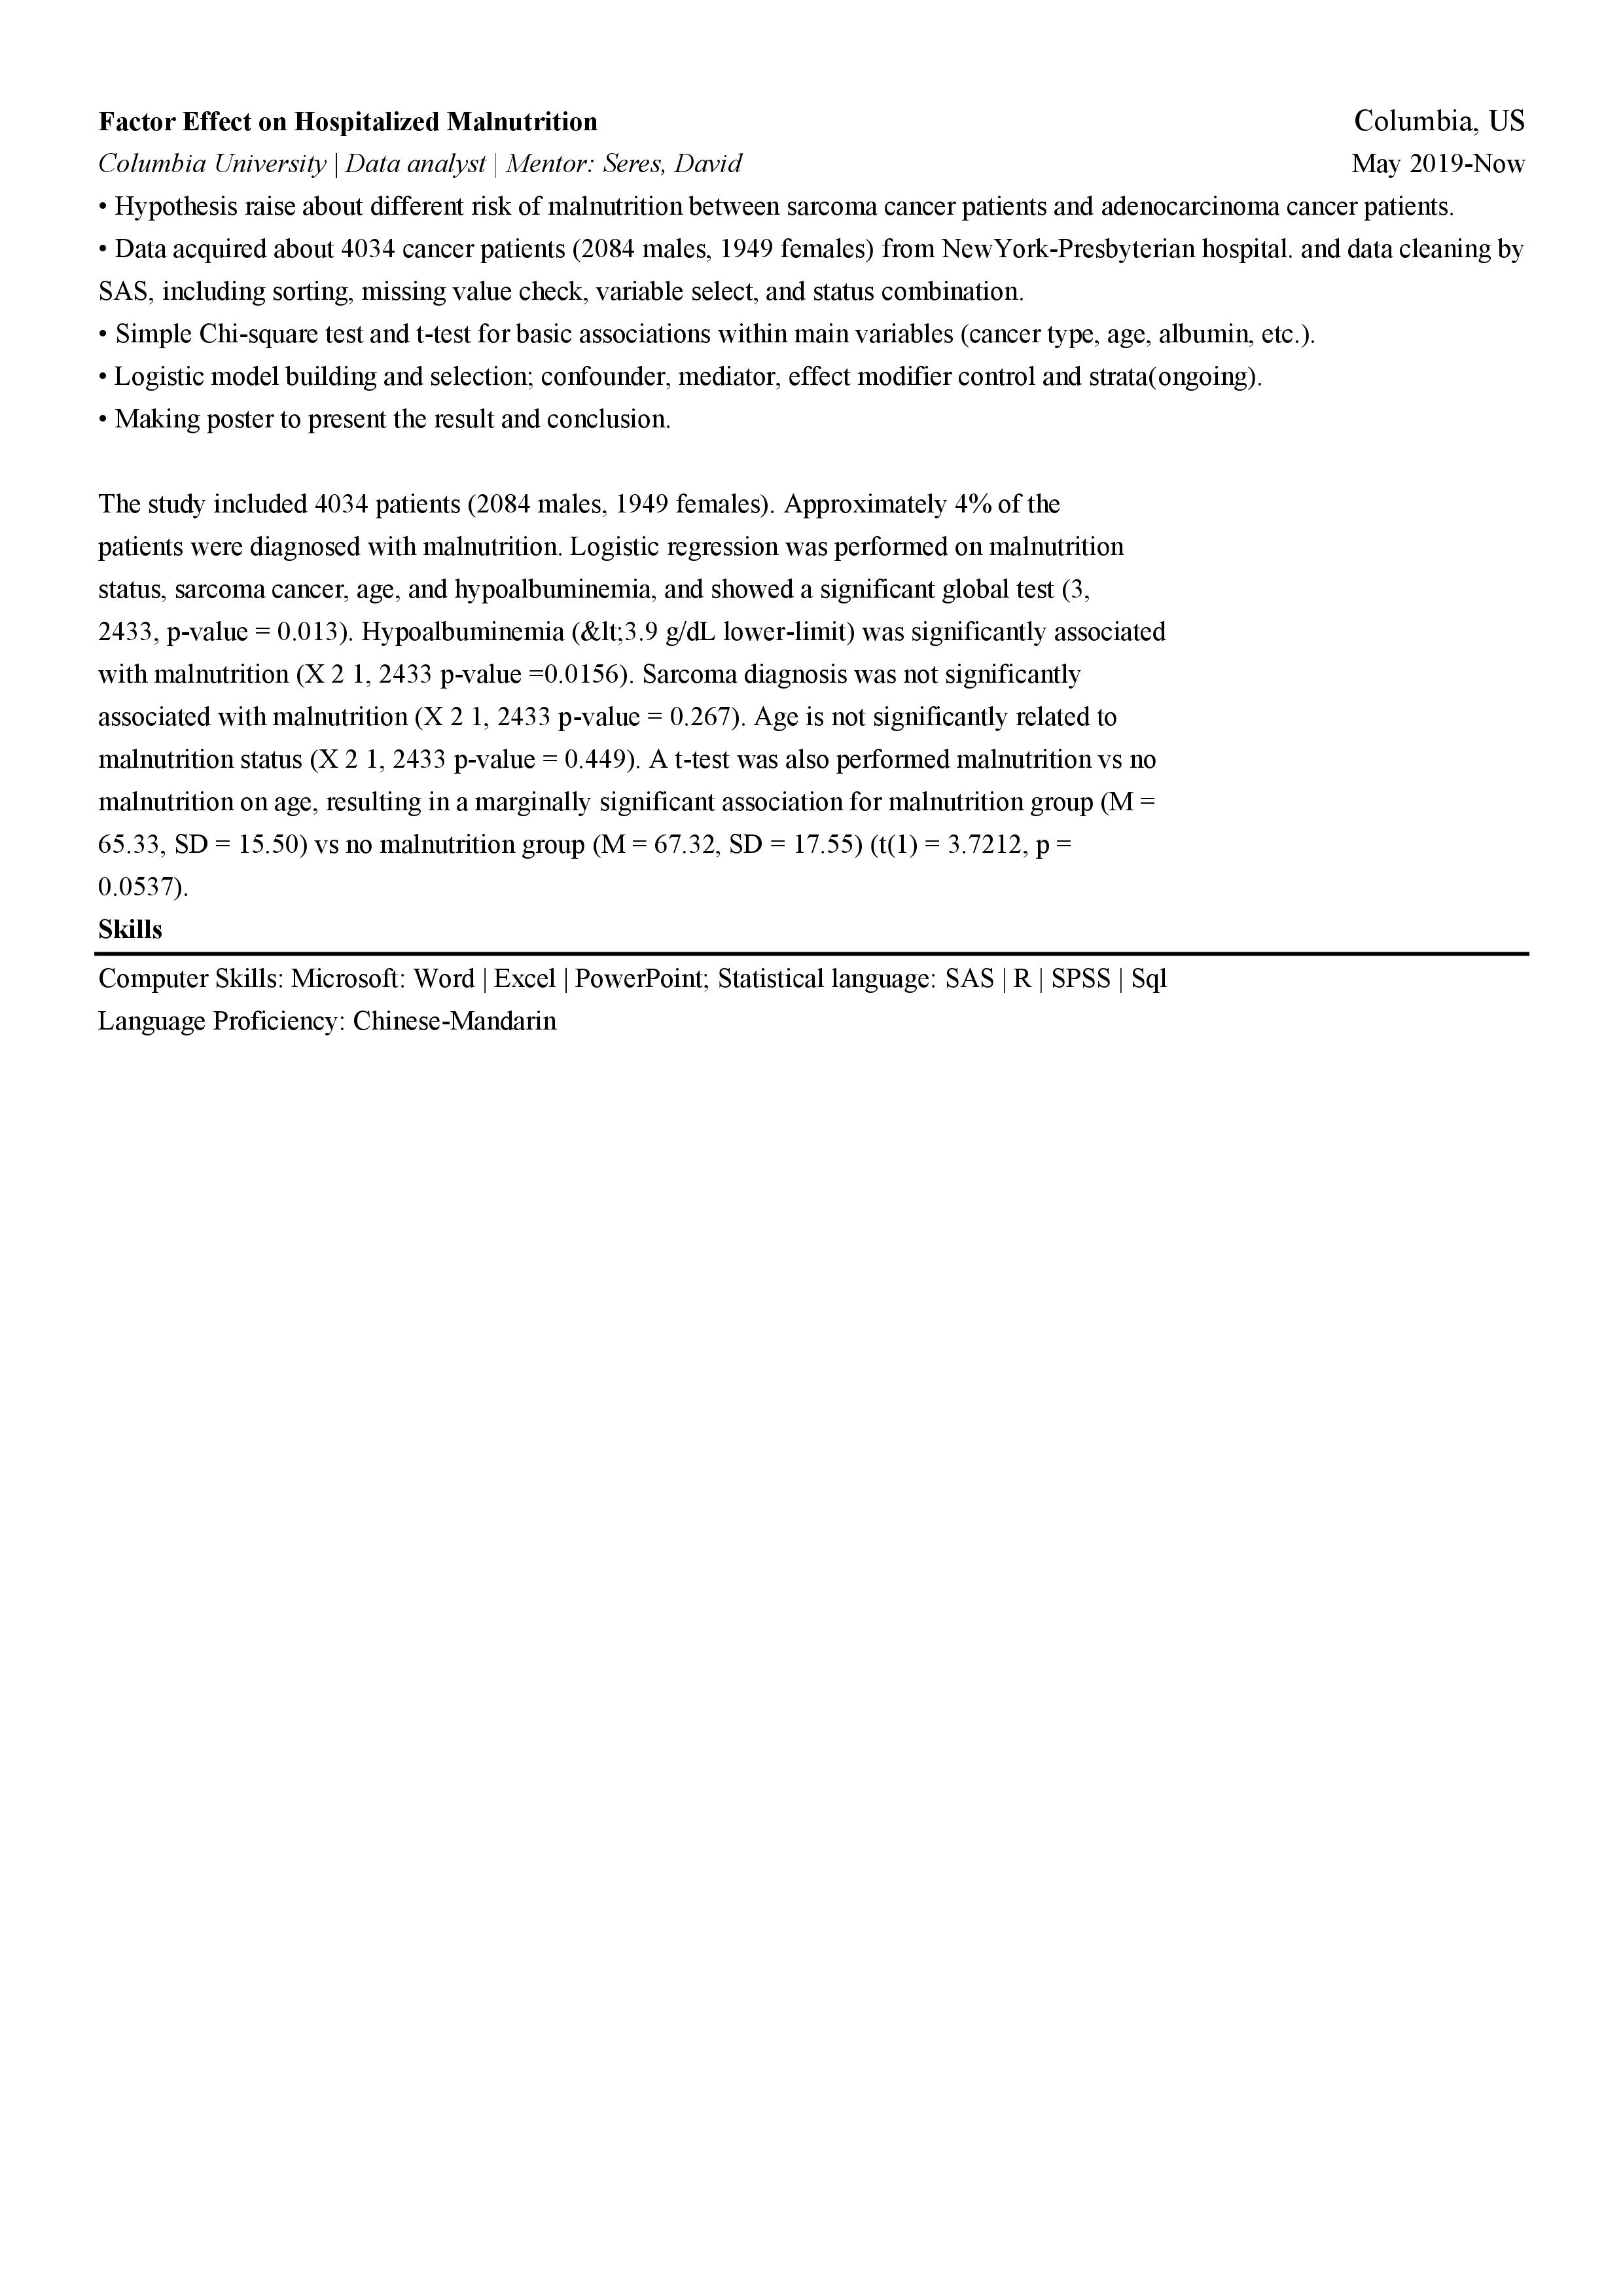 Factor Effect on Hospitalized Malnutrition Columbia, US
Columbia University | Data analyst | Mentor: Seres, David May 2019-Now
• Hypothesis raise about different risk of malnutrition between sarcoma cancer patients and adenocarcinoma cancer patients.
• Data acquired about 4034 cancer patients (2084 males, 1949 females) from NewYork-Presbyterian hospital. and data cleaning by
SAS, including sorting, missing value check, variable select, and status combination.
• Simple Chi-square test and t-test for basic associations within main variables (cancer type, age, albumin, etc.).
• Logistic model building and selection; confounder, mediator, effect modifier control and strata(ongoing).
• Making poster to present the result and conclusion.
The study included 4034 patients (2084 males, 1949 females). Approximately 4% of the
patients were diagnosed with malnutrition. Logistic regression was performed on malnutrition
status, sarcoma cancer, age, and hypoalbuminemia, and showed a significant global test (3,
2433, p-value = 0.013). Hypoalbuminemia (&lt;3.9 g/dL lower-limit) was significantly associated
with malnutrition (X 2 1, 2433 p-value =0.0156). Sarcoma diagnosis was not significantly
associated with malnutrition (X 2 1, 2433 p-value = 0.267). Age is not significantly related to
malnutrition status (X 2 1, 2433 p-value = 0.449). A t-test was also performed malnutrition vs no
malnutrition on age, resulting in a marginally significant association for malnutrition group (M =
65.33, SD = 15.50) vs no malnutrition group (M = 67.32, SD = 17.55) (t(1) = 3.7212, p =
0.0537).
Skills
Computer Skills: Microsoft: Word | Excel | PowerPoint; Statistical language: SAS | R | SPSS | Sql
Language Proficiency: Chinese-Mandarin